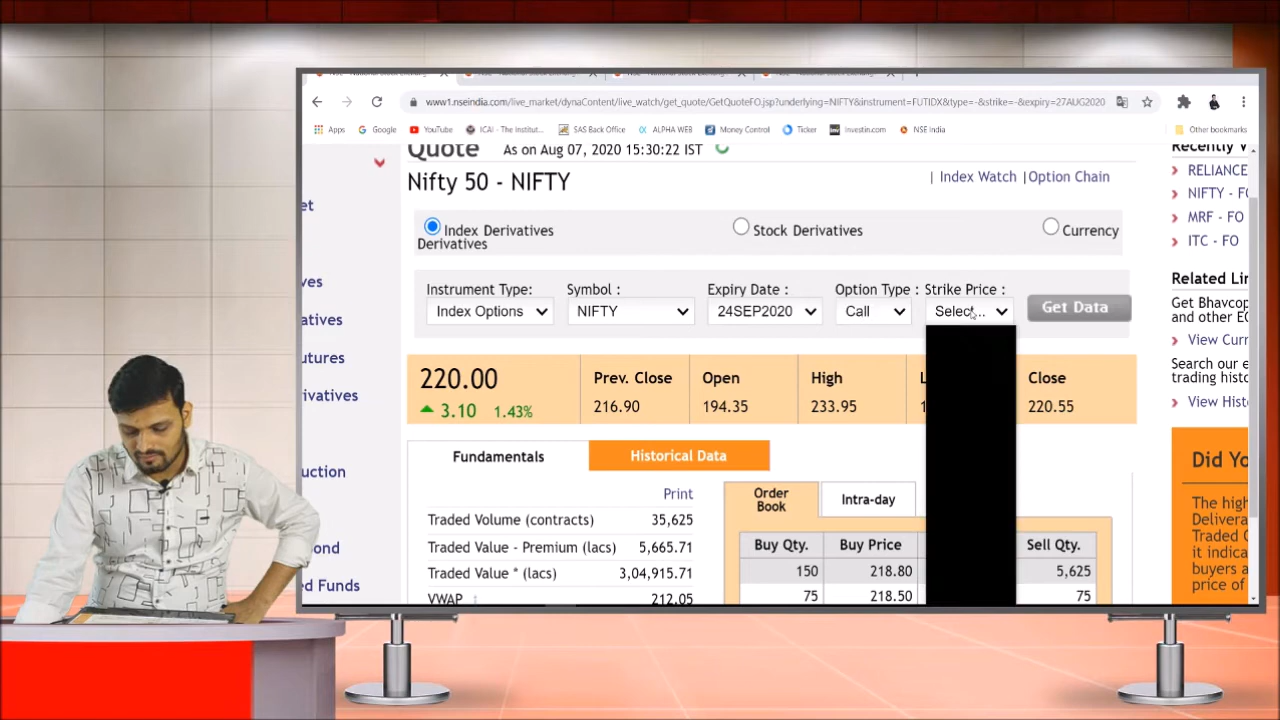 www1.nseindia.com/live_market/dynaContent/live_watch/get_quote/GetQuoteFO.jsp?underlying=NIFTY&instrument=FUTIDX&type=-&strike=-&expiry=27AUG2020
Apps Google YouTube ICAI - The Institut... SAS Back Office ALPHA WEB Money Control Ticker Investin.com NSE India Other bookmarks
Quote As on Aug 07, 2020 15:30:22 IST
Nifty 50 - NIFTY
| Index Watch |Option Chain
Index Derivatives Stock Derivatives Currency
Derivatives
Instrument Type: Symbol : Expiry Date : Option Type : Strike Price :
Index Options NIFTY 24SEP2020 Call Select... Get Data
220.00 Prev. Close Open High Close
3.10 1.43% 216.90 194.35 233.95 220.55
Fundamentals Historical Data
Print
Traded Volume (contracts) 35,625
Traded Value - Premium (lacs) 5,665.71
Traded Value * (lacs) 3,04,915.71
VWAP 212.05
Order Book Intra-day
Buy Qty. Buy Price Sell Qty.
150 218.80 5,625
75 218.50 75
Recently V
RELIANCE
NIFTY - FO
MRF - FO
ITC - FO
Related Lin
Get Bhavcop
and other EO
View Curr
Search our e
trading histo
View Hist
Did Yo
The high
Delivera
Traded Q
it indica
buyers a
price of
et
ves
atives
utures
ivatives
uction
ond
ed Funds